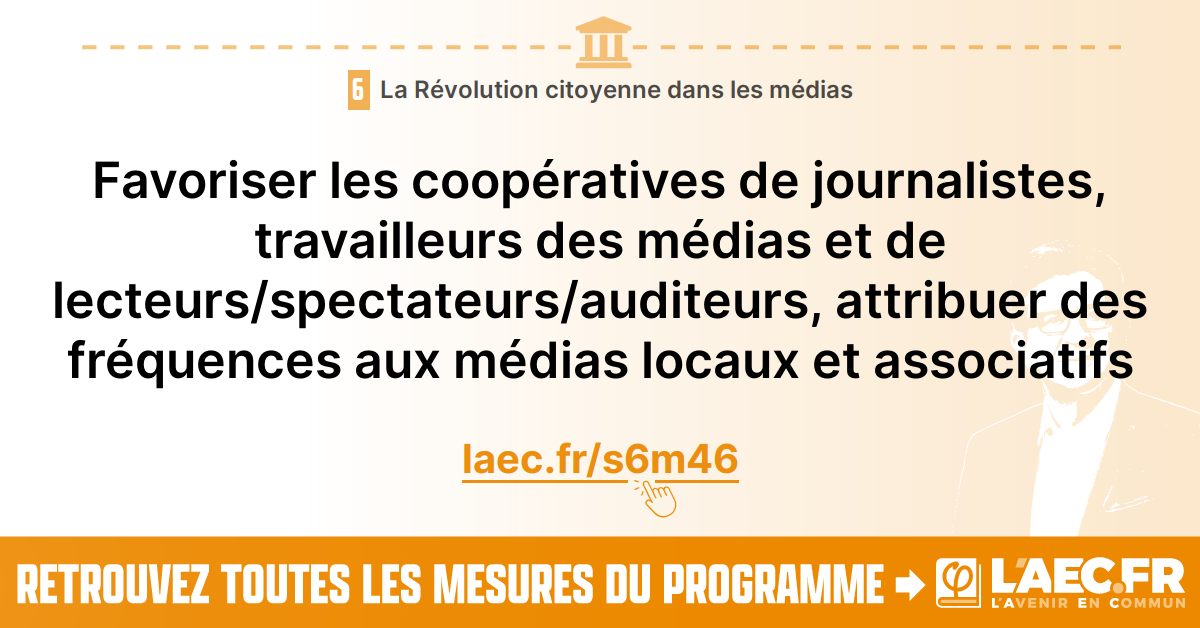 6 La Révolution citoyenne dans les médias
Favoriser les coopératives de journalistes,
travailleurs des médias et de
lecteurs/spectateurs/auditeurs, attribuer des
fréquences aux médias locaux et associatifs
laec.fr/s6m46
RETROUVEZ TOUTES LES MESURES DU PROGRAMME
φ L'AEC.FR
L'AVENIR EN COMMUN